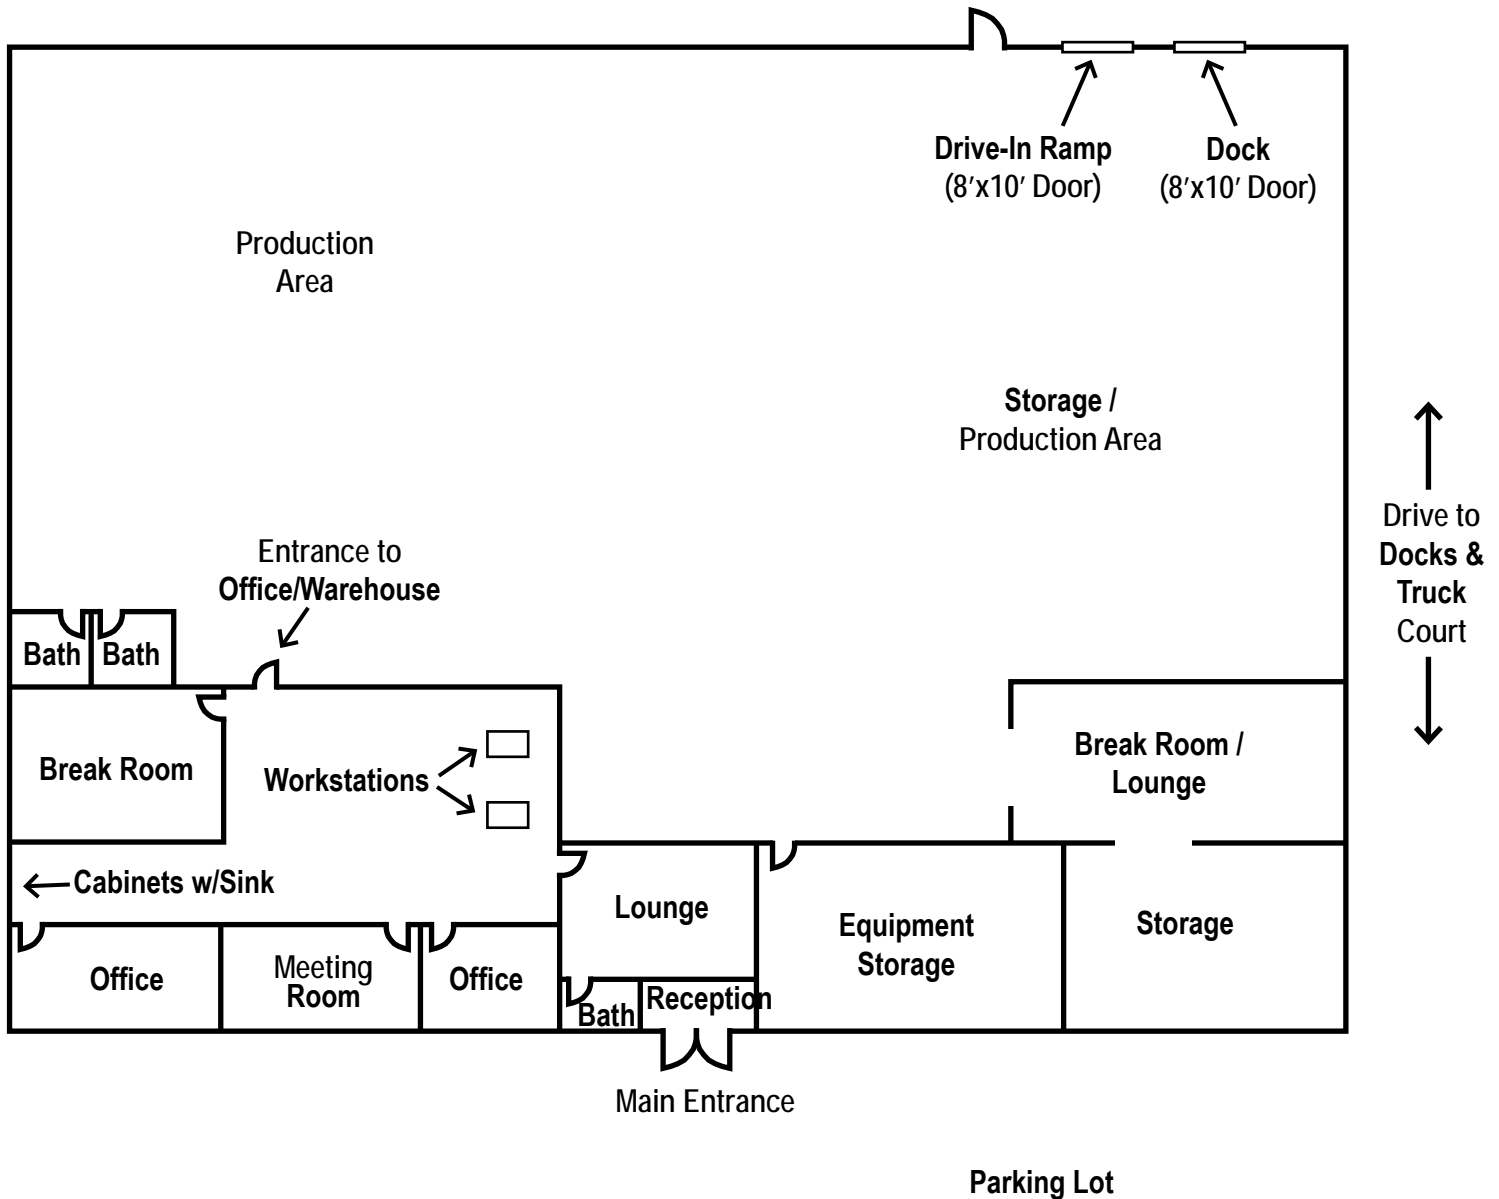 Drive-In Ramp
(8'x10' Door)
Dock
(8'x10' Door)
Production
Area
Storage /
Production Area
Drive to
Docks &
Truck
Court
Entrance to
Office/Warehouse
Bath
Bath
Break Room
Workstations
Break Room /
Lounge
Cabinets w/Sink
Lounge
Equipment
Storage
Storage
Office
Meeting
Room
Office
Bath
Reception
Main Entrance
Parking Lot